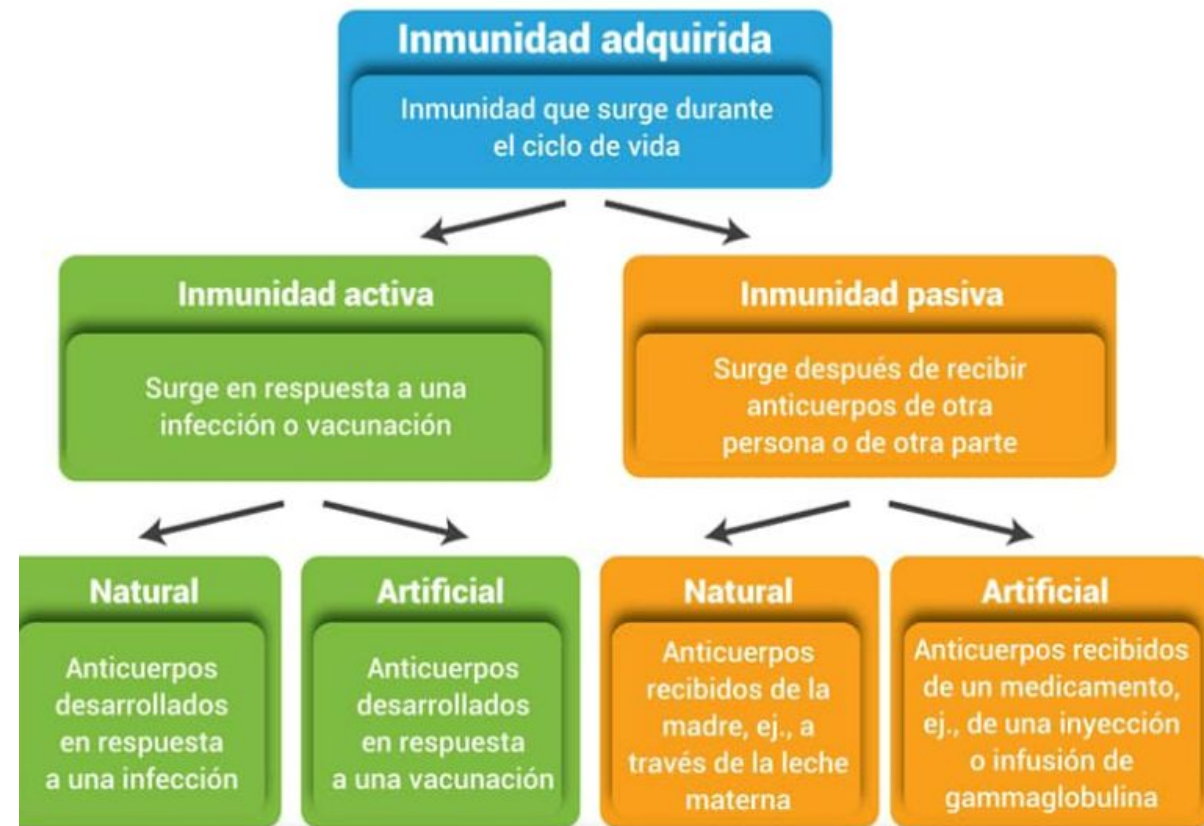 Inmunidad adquirida
Inmunidad que surge durante
el ciclo de vida
Inmunidad activa
Surge en respuesta a una
infección o vacunación
Inmunidad pasiva
Surge después de recibir
anticuerpos de otra
persona o de otra parte
Natural
Anticuerpos
desarrollados
en respuesta
a una infección
Artificial
Anticuerpos
desarrollados
en respuesta
a una vacunación
Natural
Anticuerpos
recibidos de la
madre, ej., a
través de la leche
materna
Artificial
Anticuerpos recibidos
de un medicamento,
ej., de una inyección
o infusión de
gammaglobulina